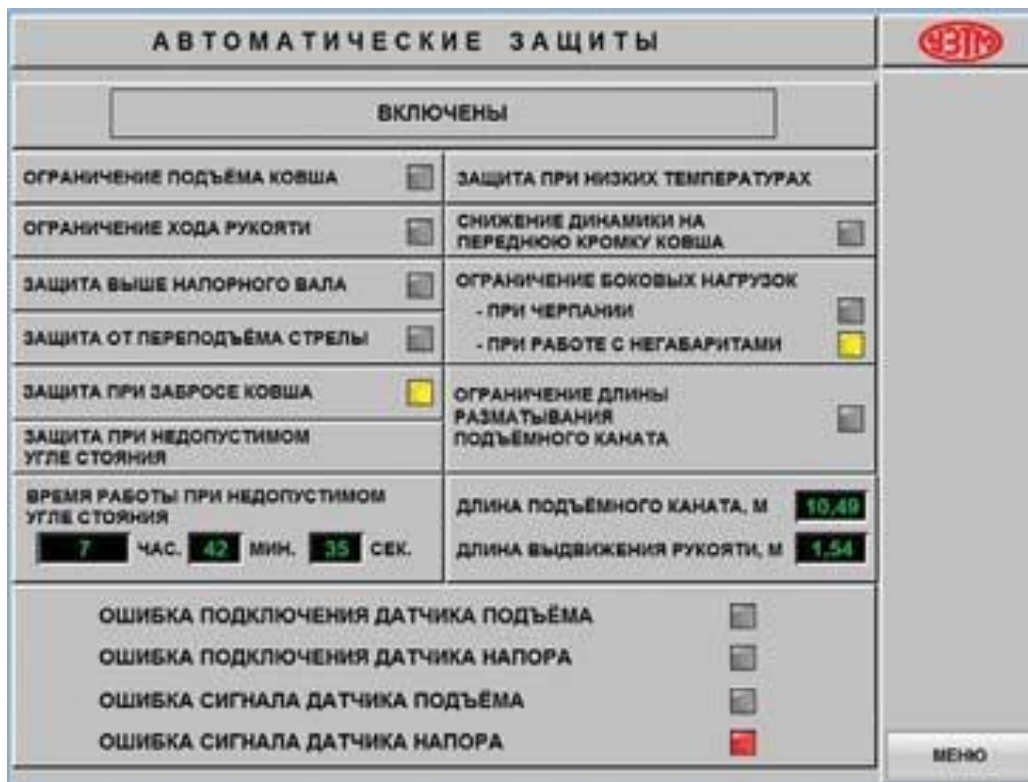 АВТОМАТИЧЕСКИЕ ЗАЩИТЫ
УЗТМ
ВКЛЮЧЕНЫ
ОГРАНИЧЕНИЕ ПОДЪЁМА КОВША
ОГРАНИЧЕНИЕ ХОДА РУКОЯТИ
ЗАЩИТА ВЫШЕ НАПОРНОГО ВАЛА
ЗАЩИТА ОТ ПЕРЕПОДЪЁМА СТРЕЛЫ
ЗАЩИТА ПРИ ЗАБРОСЕ КОВША
ЗАЩИТА ПРИ НЕДОПУСТИМОМ
УГЛЕ СТОЯНИЯ
ЗАЩИТА ПРИ НИЗКИХ ТЕМПЕРАТУРАХ
СНИЖЕНИЕ ДИНАМИКИ НА
ПЕРЕДНЮЮ КРОМКУ КОВША
ОГРАНИЧЕНИЕ БОКОВЫХ НАГРУЗОК
- ПРИ ЧЕРПАНИИ
- ПРИ РАБОТЕ С НЕГАБАРИТАМИ
ОГРАНИЧЕНИЕ ДЛИНЫ
РАЗМАТЫВАНИЯ
ПОДЪЁМНОГО КАНАТА
ВРЕМЯ РАБОТЫ ПРИ НЕДОПУСТИМОМ
УГЛЕ СТОЯНИЯ
7 ЧАС. 42 МИН. 35 СЕК.
ДЛИНА ПОДЪЁМНОГО КАНАТА, М 10,49
ДЛИНА ВЫДВИЖЕНИЯ РУКОЯТИ, М 1,54
ОШИБКА ПОДКЛЮЧЕНИЯ ДАТЧИКА ПОДЪЁМА
ОШИБКА ПОДКЛЮЧЕНИЯ ДАТЧИКА НАПОРА
ОШИБКА СИГНАЛА ДАТЧИКА ПОДЪЁМА
ОШИБКА СИГНАЛА ДАТЧИКА НАПОРА
МЕНЮ